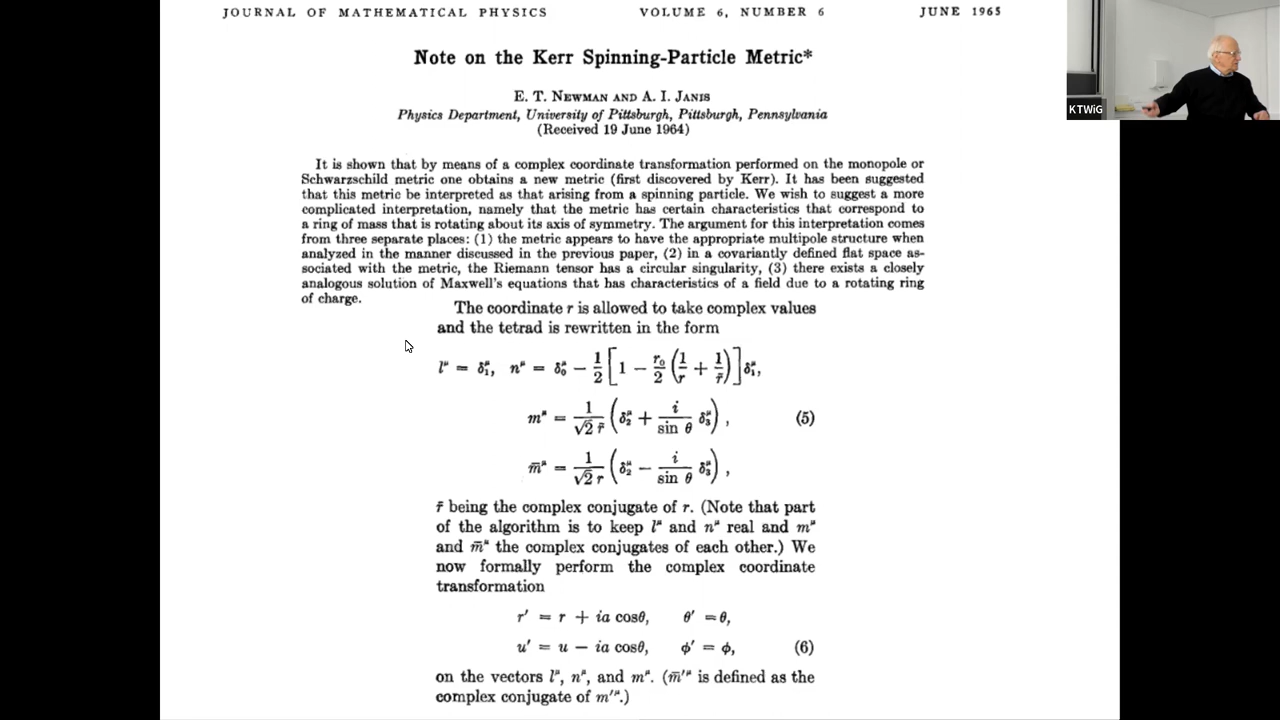 JOURNAL OF MATHEMATICAL PHYSICS VOLUME 6, NUMBER 6 JUNE 1965
Note on the Kerr Spinning-Particle Metric*
E. T. Newman and A. I. Janis
Physics Department, University of Pittsburgh, Pittsburgh, Pennsylvania
(Received 19 June 1964)
It is shown that by means of a complex coordinate transformation performed on the monopole or
Schwarzschild metric one obtains a new metric (first discovered by Kerr). It has been suggested
that this metric be interpreted as that arising from a spinning particle. We wish to suggest a more
complicated interpretation, namely that the metric has certain characteristics that correspond to
a ring of mass that is rotating about its axis of symmetry. The argument for this interpretation comes
from three separate places: (1) the metric appears to have the appropriate multipole structure when
analyzed in the manner discussed in the previous paper, (2) in a covariantly defined flat space as-
sociated with the metric, the Riemann tensor has a circular singularity, (3) there exists a closely
analogous solution of Maxwell's equations that has characteristics of a field due to a rotating ring
of charge.
The coordinate r is allowed to take complex values
and the tetrad is rewritten in the form
l^μ = δ^μ_1, n^μ = δ^μ_0 − 1/2 [1 − r_0/2 (1/r + 1/r̄)] δ^μ_1,
m^μ = 1/(√2 r̄) (δ^μ_2 + i/sin θ δ^μ_3), (5)
m̄^μ = 1/(√2 r) (δ^μ_2 − i/sin θ δ^μ_3),
r̄ being the complex conjugate of r. (Note that part
of the algorithm is to keep l^μ and n^μ real and m^μ
and m̄^μ the complex conjugates of each other.) We
now formally perform the complex coordinate
transformation
r′ = r + ia cosθ, θ′ = θ,
u′ = u − ia cosθ, φ′ = φ, (6)
on the vectors l^μ, n^μ, and m^μ. (m̄′^μ is defined as the
complex conjugate of m′^μ.)
KTWiG